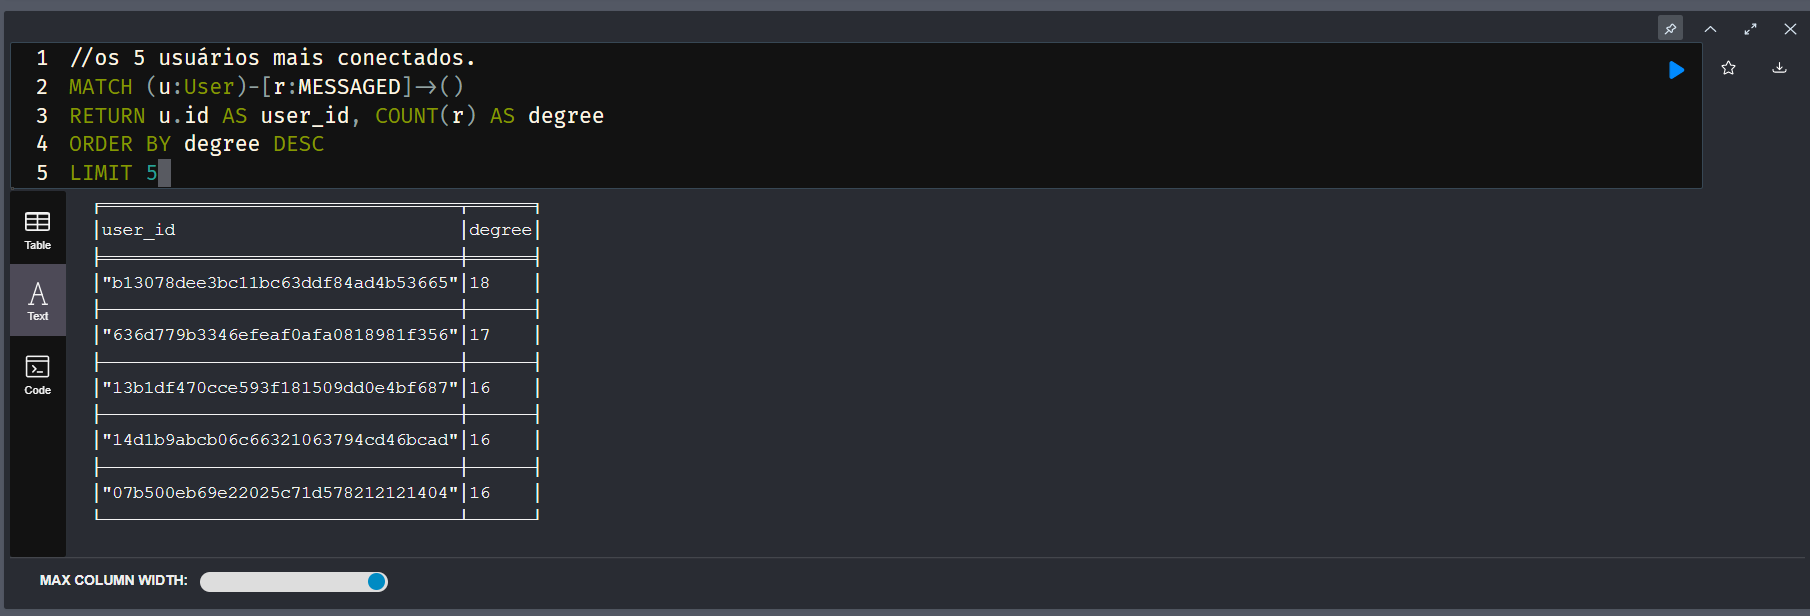 1 //os 5 usuários mais conectados.
2 MATCH (u:User)-[r:MESSAGED]->()
3 RETURN u.id AS user_id, COUNT(r) AS degree
4 ORDER BY degree DESC
5 LIMIT 5
Table
Text
Code
user_id degree
"b13078dee3bc11bc63ddf84ad4b53665" 18
"636d779b3346efeaf0afa0818981f356" 17
"13b1df470cce593f181509dd0e4bf687" 16
"14d1b9abcb06c66321063794cd46bcad" 16
"07b500eb69e22025c71d578212121404" 16
MAX COLUMN WIDTH: